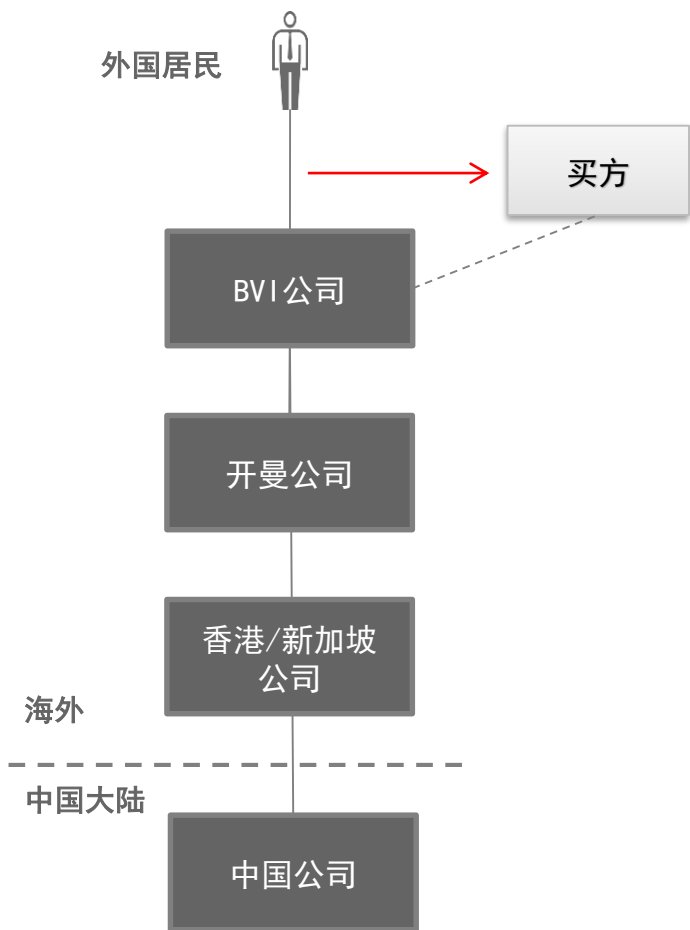 外国居民
买方
BVI公司
开曼公司
香港/新加坡
公司
海外
中国大陆
中国公司